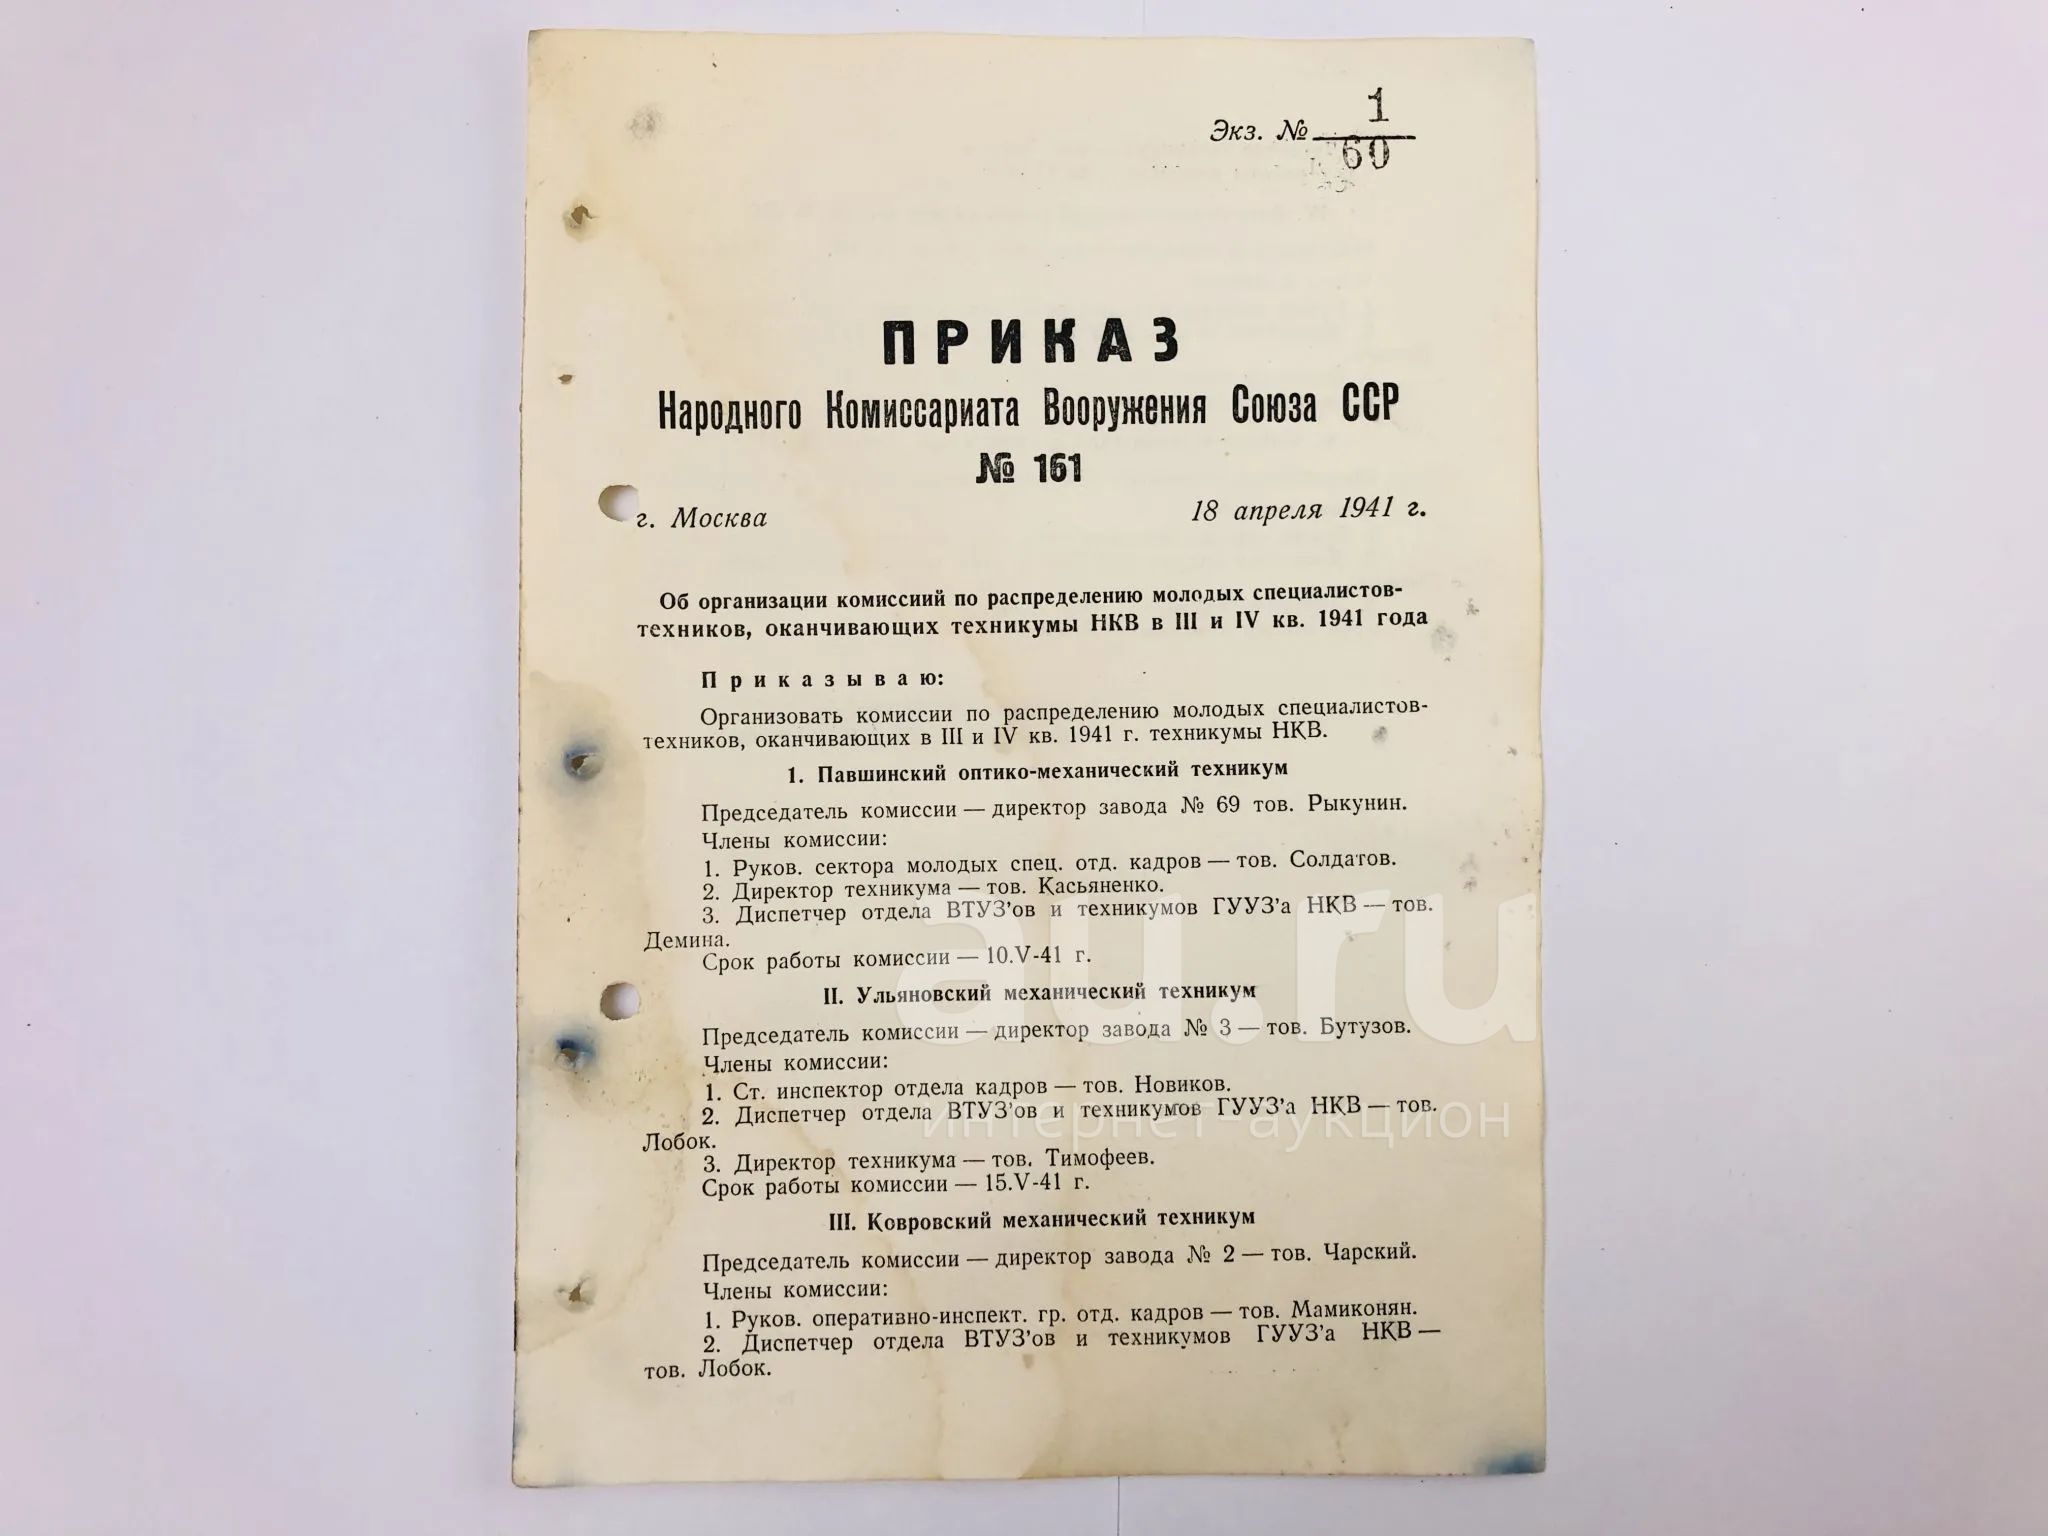 Экз. № 1
60
ПРИКАЗ
Народного Комиссариата Вооружения Союза ССР
№ 161
г. Москва 18 апреля 1941 г.
Об организации комиссиий по распределению молодых специалистов-
техников, оканчивающих техникумы НКВ в III и IV кв. 1941 года
Приказываю:
Организовать комиссии по распределению молодых специалистов-
техников, оканчивающих в III и IV кв. 1941 г. техникумы НКВ.
1. Павшинский оптико-механический техникум
Председатель комиссии — директор завода № 69 тов. Рыкунин.
Члены комиссии:
1. Руков. сектора молодых спец. отд. кадров — тов. Солдатов.
2. Директор техникума — тов. Касьяненко.
3. Диспетчер отдела ВТУЗ'ов и техникумов ГУУЗ'а НКВ — тов.
Демина.
Срок работы комиссии — 10.V-41 г.
II. Ульяновский механический техникум
Председатель комиссии — директор завода № 3 — тов. Бутузов.
Члены комиссии:
1. Ст. инспектор отдела кадров — тов. Новиков.
2. Диспетчер отдела ВТУЗ'ов и техникумов ГУУЗ'а НКВ — тов.
Лобок.
3. Директор техникума — тов. Тимофеев.
Срок работы комиссии — 15.V-41 г.
III. Ковровский механический техникум
Председатель комиссии — директор завода № 2 — тов. Чарский.
Члены комиссии:
1. Руков. оперативно-инспект. гр. отд. кадров — тов. Мамиконян.
2. Диспетчер отдела ВТУЗ'ов и техникумов ГУУЗ'а НКВ —
тов. Лобок.
au.ru
интернет-аукцион